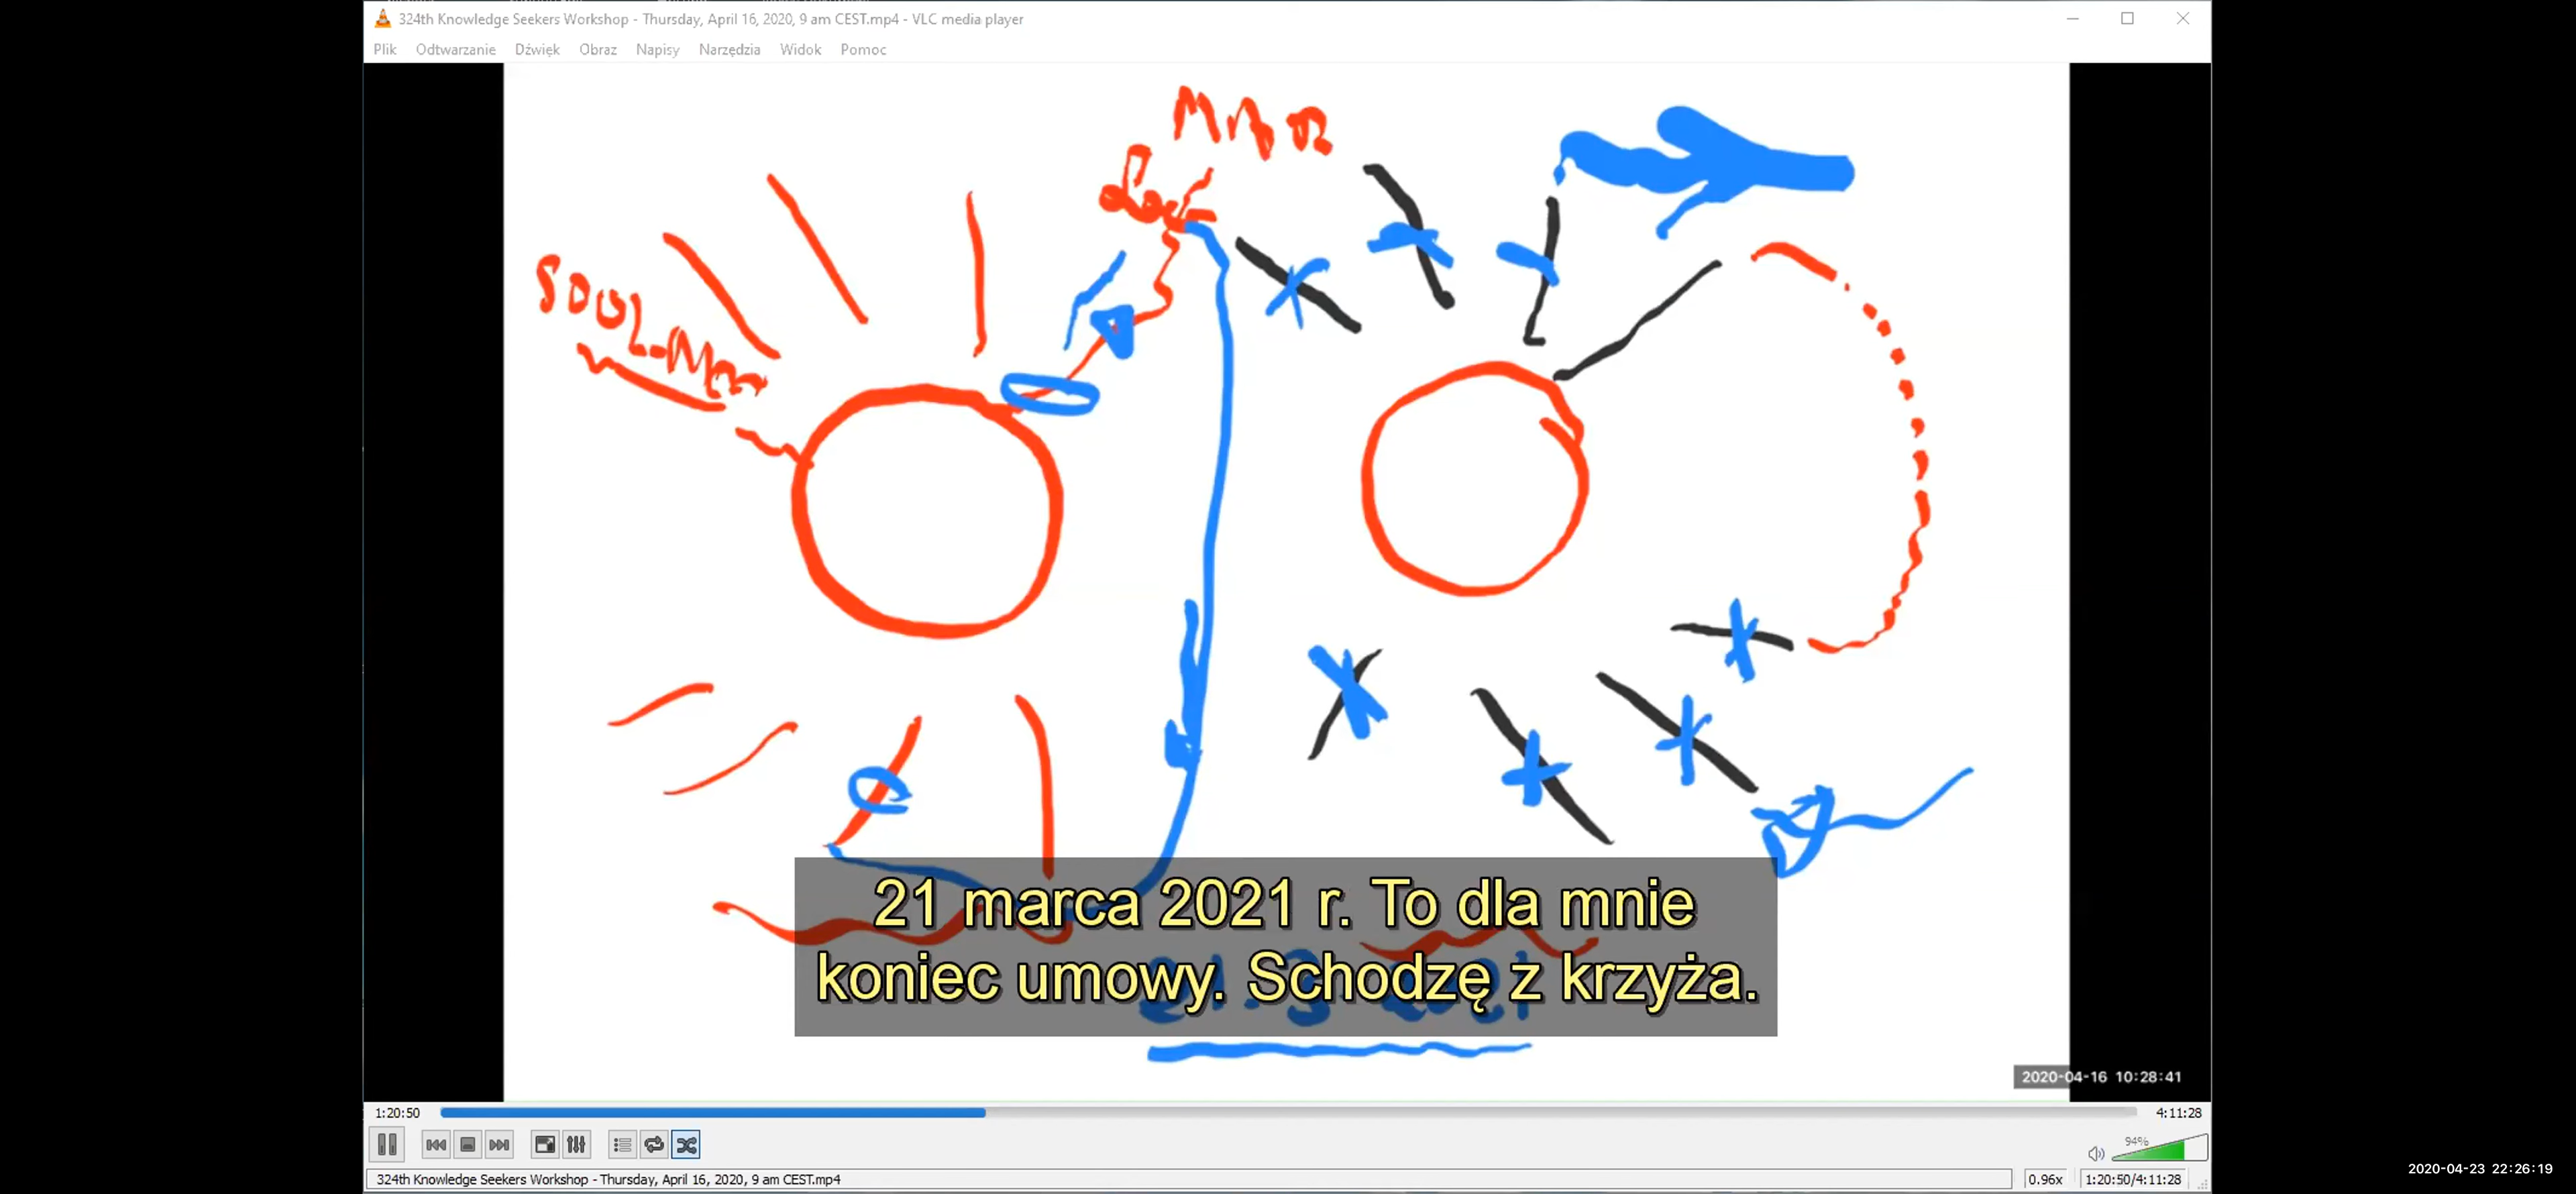 324th Knowledge Seekers Workshop - Thursday, April 16, 2020, 9 am CEST.mp4 - VLC media player
Plik Odtwarzanie Dźwięk Obraz Napisy Narzędzia Widok Pomoc
SOUL-M
21 marca 2021 r. To dla mnie
koniec umowy. Schodzę z krzyża.
21.3.2021
2020-04-16 10:28:41
1:20:50 4:11:28
94%
324th Knowledge Seekers Workshop - Thursday, April 16, 2020, 9 am CEST.mp4 0.96x 1:20:50/4:11:28
2020-04-23 22:26:19